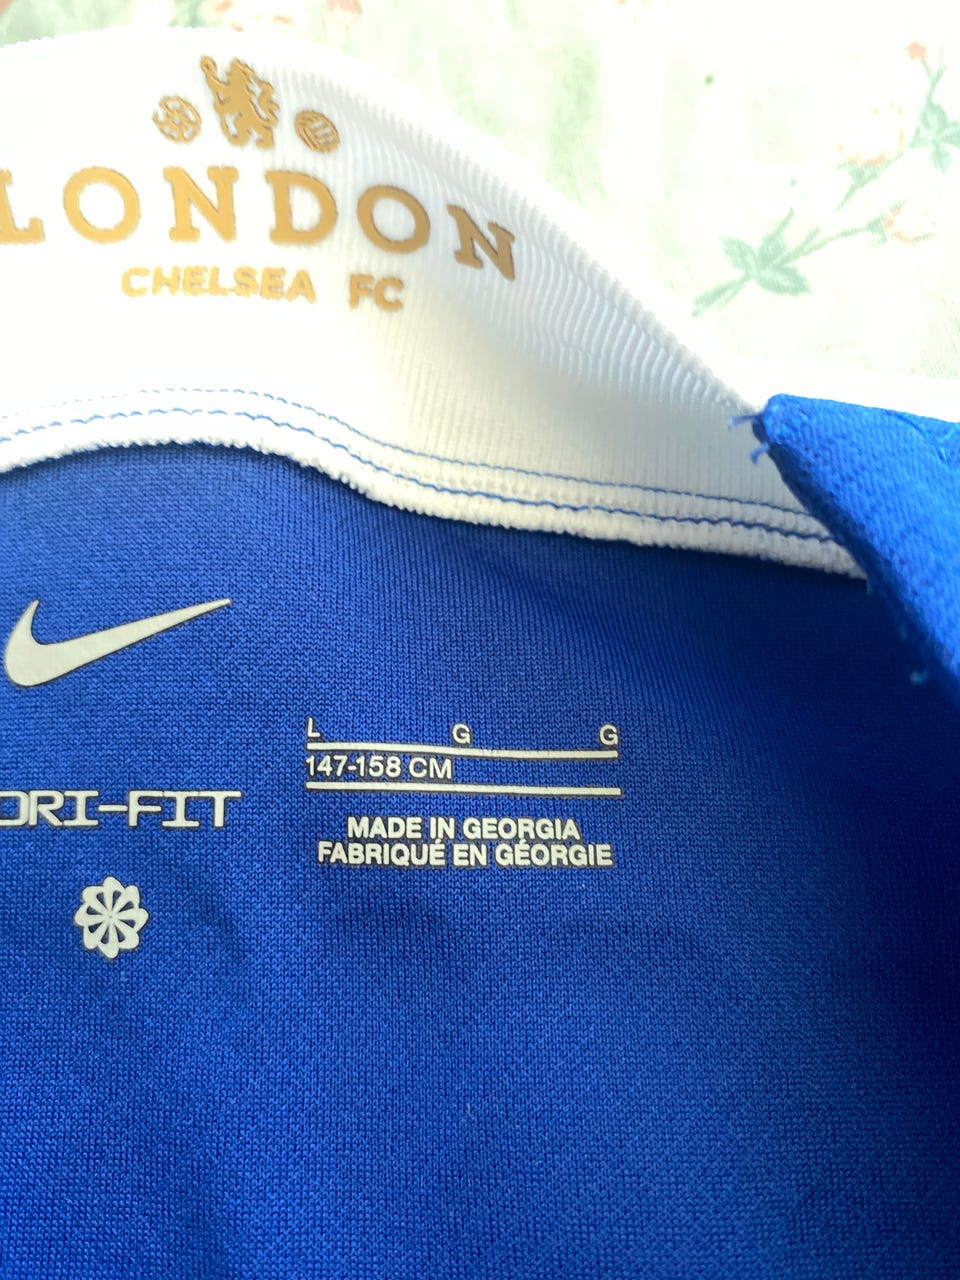 LONDON
CHELSEA FC
L G G
147-158 CM
DRI-FIT
MADE IN GEORGIA
FABRIQUÉ EN GÉORGIE